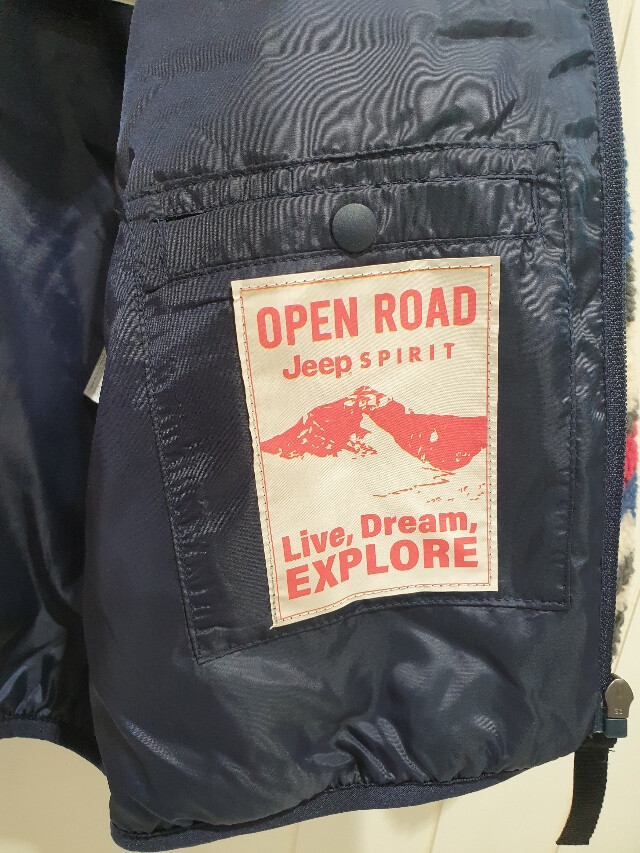 OPEN ROAD
Jeep SPIRIT
Live, Dream,
EXPLORE